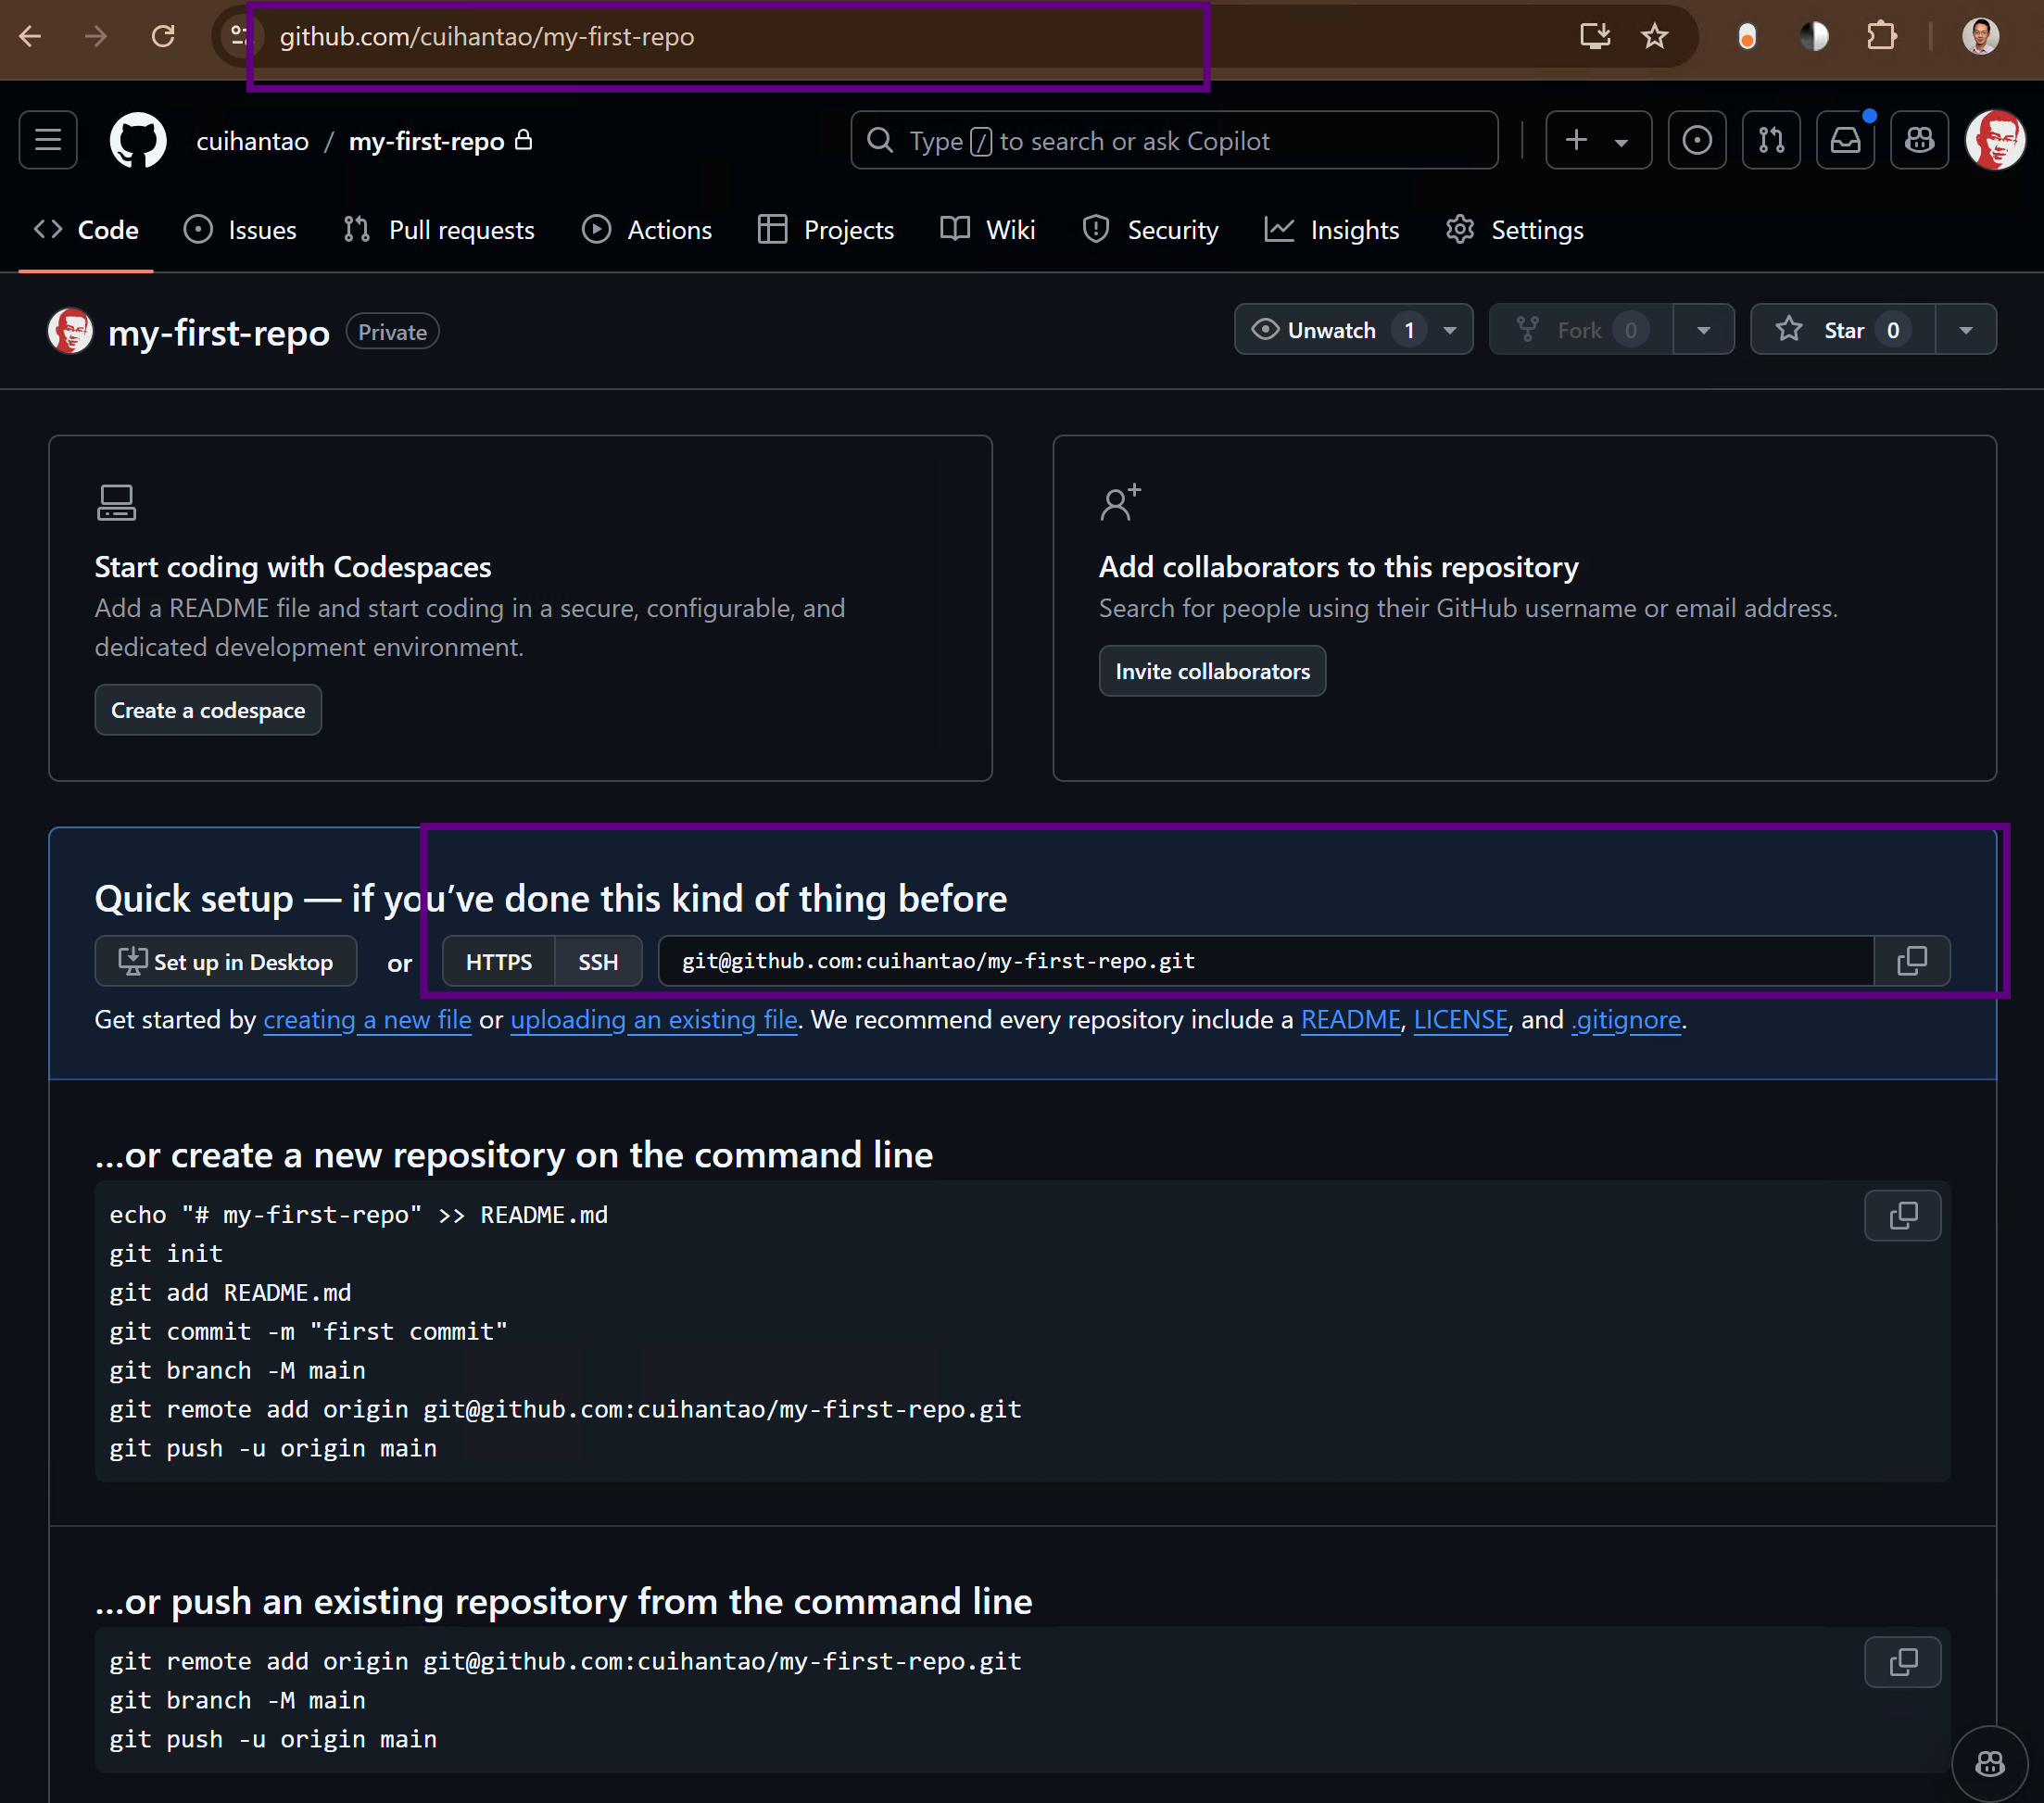 github.com/cuihantao/my-first-repo
cuihantao / my-first-repo
Type / to search or ask Copilot
Code Issues Pull requests Actions Projects Wiki Security Insights Settings
my-first-repo Private
Unwatch 1 Fork 0 Star 0
Start coding with Codespaces
Add a README file and start coding in a secure, configurable, and
dedicated development environment.
Create a codespace
Add collaborators to this repository
Search for people using their GitHub username or email address.
Invite collaborators
Quick setup — if you’ve done this kind of thing before
Set up in Desktop or HTTPS SSH git@github.com:cuihantao/my-first-repo.git
Get started by creating a new file or uploading an existing file. We recommend every repository include a README, LICENSE, and .gitignore.
…or create a new repository on the command line
echo "# my-first-repo" >> README.md
git init
git add README.md
git commit -m "first commit"
git branch -M main
git remote add origin git@github.com:cuihantao/my-first-repo.git
git push -u origin main
…or push an existing repository from the command line
git remote add origin git@github.com:cuihantao/my-first-repo.git
git branch -M main
git push -u origin main